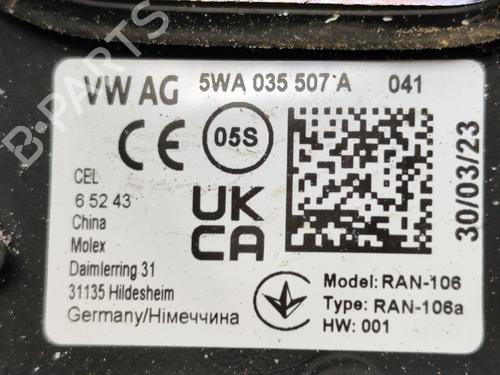 VW AG 5WA 035 507 A 041
CE 05S
CEL
6 52 43
China
Molex
Daimlerring 31
31135 Hildesheim
Germany/Німеччина
UK
CA
30/03/23
Model: RAN-106
Type: RAN-106a
HW: 001
B-PARTS